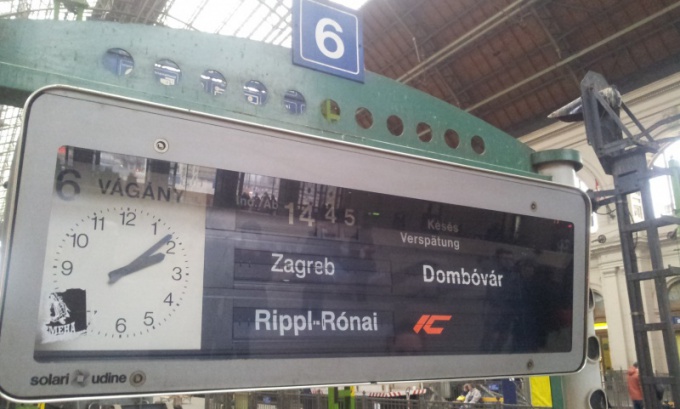 6
6 VÁGÁNY
Ind./Ab
14 45
Késés
Verspätung
12
11 1
10 2
9 3
8 4
7 6 5
Zagreb Dombóvár
Rippl-Rónai IC
solari udine